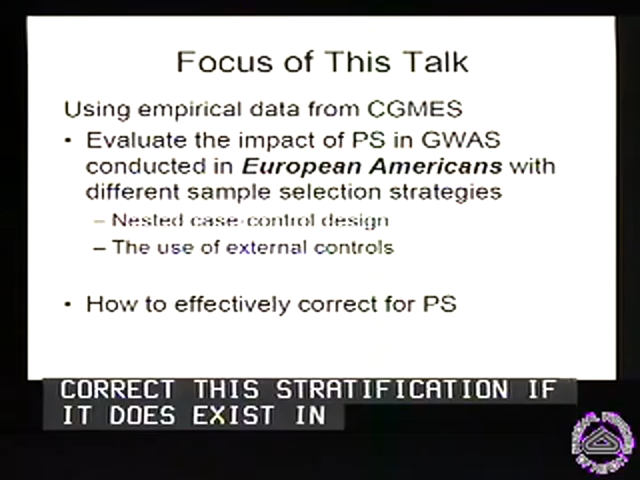 Focus of This Talk
Using empirical data from CGMES
• Evaluate the impact of PS in GWAS
conducted in European Americans with
different sample selection strategies
– Nested case-control design
– The use of external controls
• How to effectively correct for PS
CORRECT THIS STRATIFICATION IF
IT DOES EXIST IN